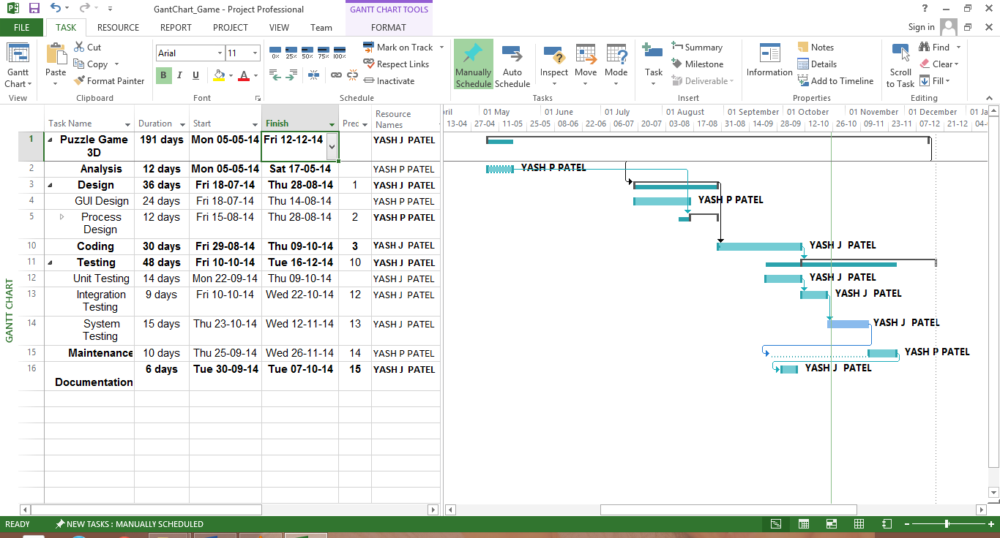 GantChart_Game - Project Professional
GANTT CHART TOOLS
FILE TASK RESOURCE REPORT PROJECT VIEW Team FORMAT Sign in
Gantt Chart
View
Paste
Cut
Copy
Format Painter
Clipboard
Arial 11
B I U A
Font
0% 25% 50% 75% 100%
Mark on Track
Respect Links
Inactivate
Schedule
Manually Schedule
Auto Schedule
Inspect Move Mode
Tasks
Task
Summary
Milestone
Deliverable
Insert
Information
Notes
Details
Add to Timeline
Properties
Scroll to Task
Find
Clear
Fill
Editing
Task Name Duration Start Finish Prec Resource Names
1 Puzzle Game 3D 191 days Mon 05-05-14 Fri 12-12-14 YASH J PATEL
2 Analysis 12 days Mon 05-05-14 Sat 17-05-14 YASH P PATEL
3 Design 36 days Fri 18-07-14 Thu 28-08-14 1 YASH J PATEL
4 GUI Design 24 days Fri 18-07-14 Thu 14-08-14 YASH P PATEL
5 Process Design 12 days Fri 15-08-14 Thu 28-08-14 2 YASH P PATEL
10 Coding 30 days Fri 29-08-14 Thu 09-10-14 3 YASH J PATEL
11 Testing 48 days Fri 10-10-14 Tue 16-12-14 10 YASH J PATEL
12 Unit Testing 14 days Mon 22-09-14 Thu 09-10-14 YASH J PATEL
13 Integration Testing 9 days Fri 10-10-14 Wed 22-10-14 12 YASH J PATEL
14 System Testing 15 days Thu 23-10-14 Wed 12-11-14 13 YASH J PATEL
15 Maintenance 10 days Thu 25-09-14 Wed 26-11-14 14 YASH P PATEL
16 Documentation 6 days Tue 30-09-14 Tue 07-10-14 15 YASH J PATEL
GANTT CHART
ril 01 May 01 June 01 July 01 August 01 September 01 October 01 November 01 December 01 Ja
13-04 27-04 11-05 25-05 08-06 22-06 06-07 20-07 03-08 17-08 31-08 14-09 28-09 12-10 26-10 09-11 23-11 07-12 21-12 04-
YASH P PATEL
YASH P PATEL
YASH J PATEL
YASH J PATEL
YASH J PATEL
YASH J PATEL
YASH P PATEL
YASH J PATEL
READY NEW TASKS : MANUALLY SCHEDULED